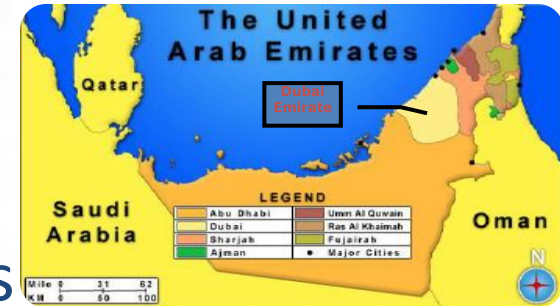 The United
Arab Emirates
Qatar
Dubai
Emirate
Saudi
Arabia
Oman
LEGEND
Abu Dhabi
Dubai
Sharjah
Ajman
Umm Al Quwain
Ras Al Khaimah
Fujairah
Major Cities
N
Mile 0 31 62
KM 0 50 100
s